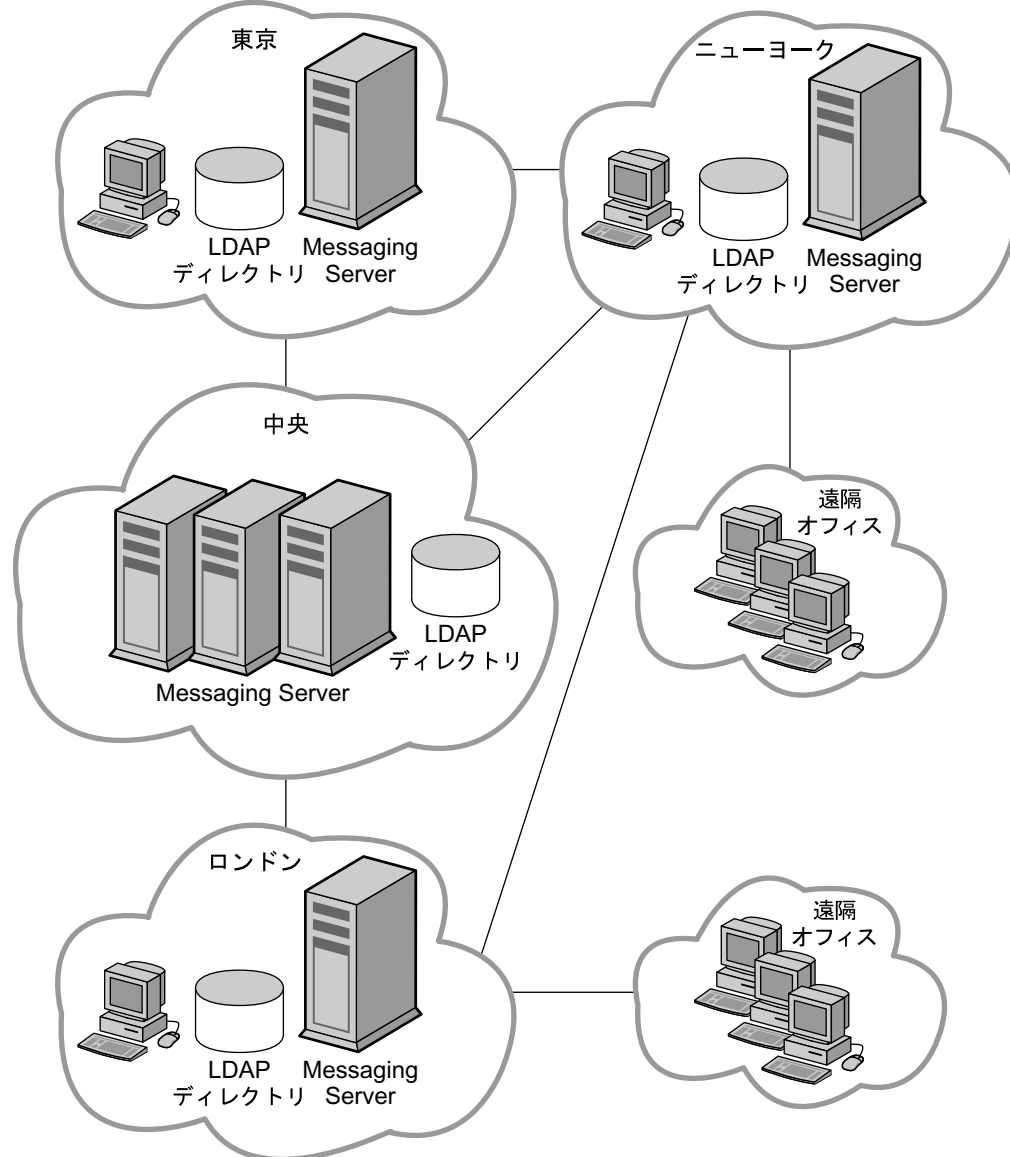 東京
LDAP
ディレクトリ
Messaging
Server
ニューヨーク
LDAP
ディレクトリ
Messaging
Server
中央
Messaging Server
LDAP
ディレクトリ
遠隔
オフィス
ロンドン
LDAP
ディレクトリ
Messaging
Server
遠隔
オフィス